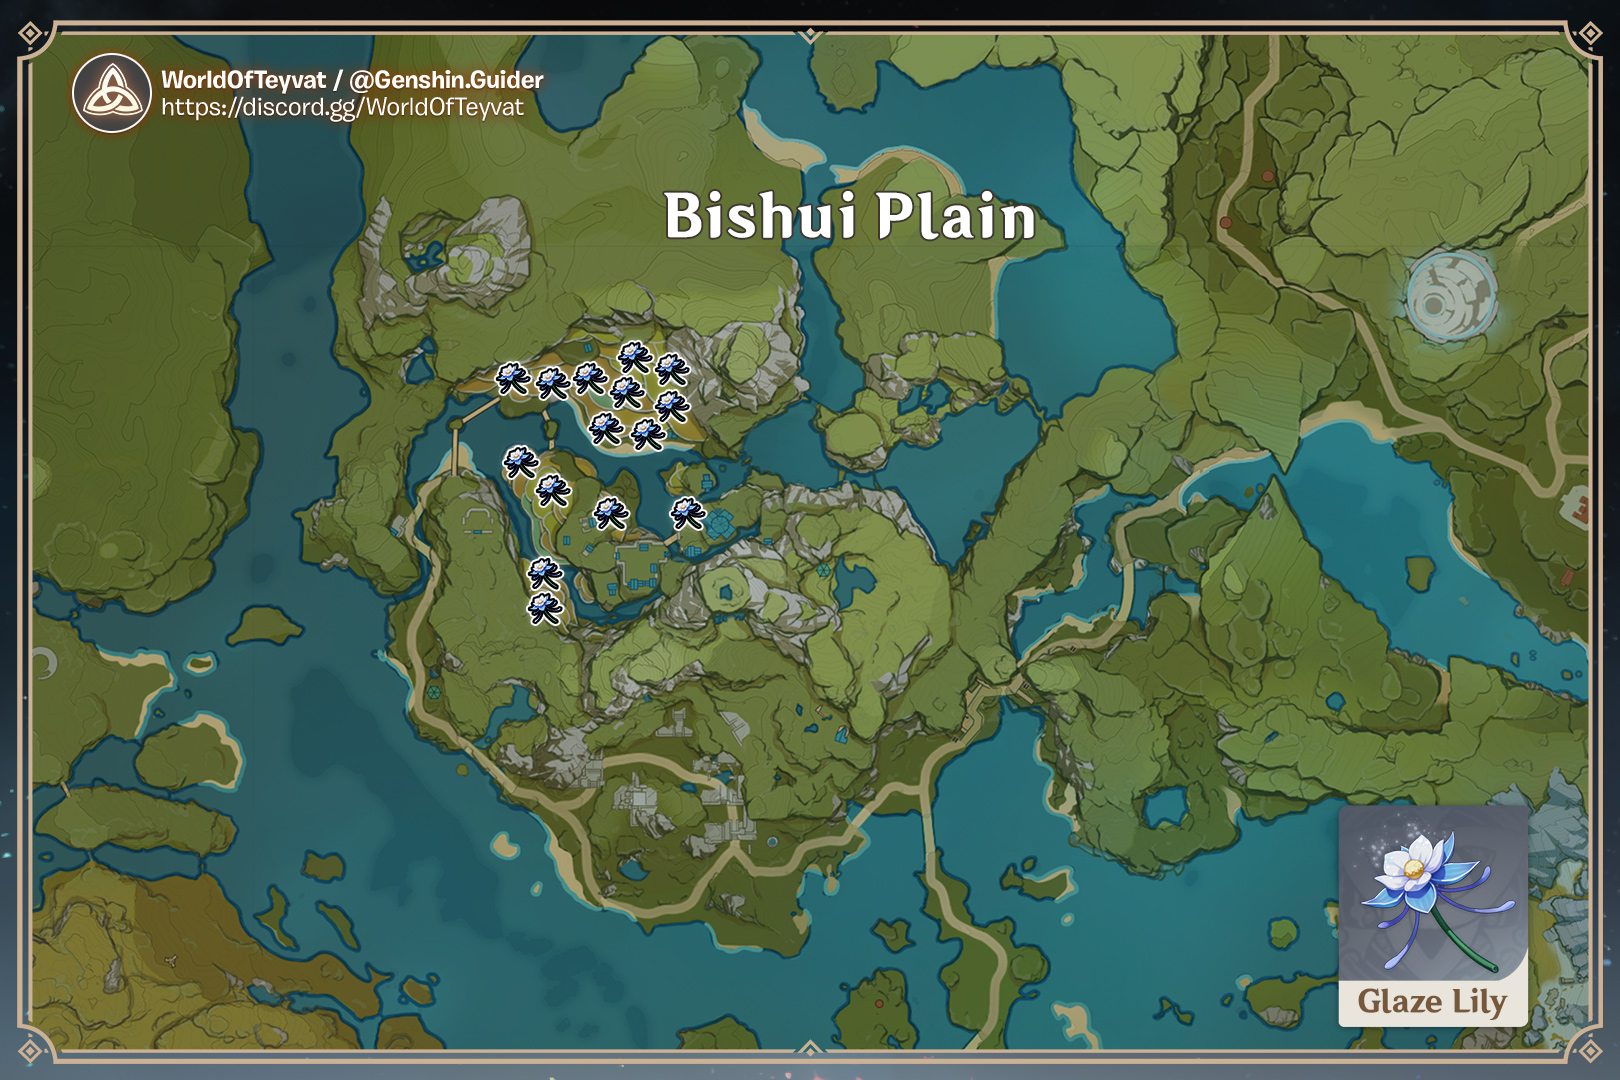 WorldOfTeyvat / @Genshin.Guider
https://discord.gg/WorldOfTeyvat
Bishui Plain
Glaze Lily